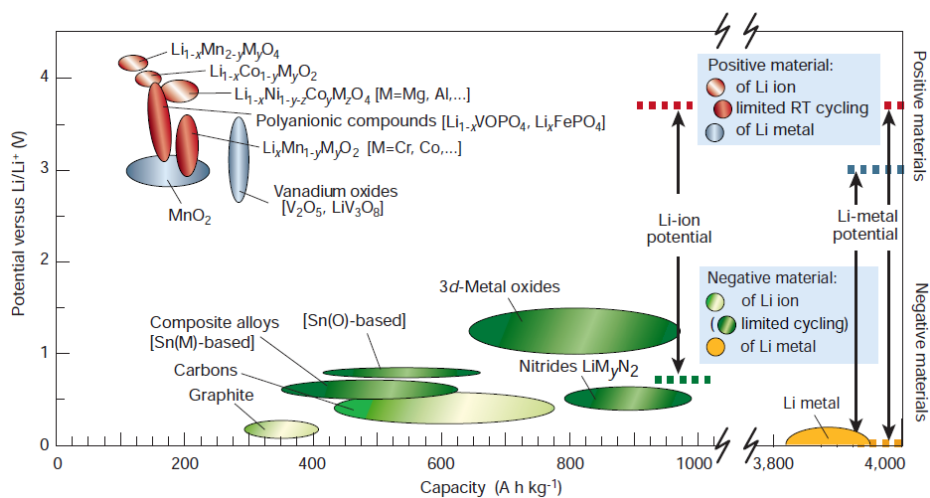 Li1-xMn2-yMyO4
Li1-xCo1-yMyO2
Li1-xNi1-y-zCoyMzO4 [M=Mg, Al,...]
Polyanionic compounds [Li1-xVOPO4, LixFePO4]
LixMn1-yMyO2 [M=Cr, Co,...]
Vanadium oxides
[V2O5, LiV3O8]
MnO2
Positive material:
of Li ion
limited RT cycling
of Li metal
Positive materials
Li-ion
potential
Li-metal
potential
Negative material:
of Li ion
( limited cycling)
of Li metal
Negative materials
3d-Metal oxides
[Sn(O)-based]
Composite alloys
[Sn(M)-based]
Carbons
Graphite
Nitrides LiMyN2
Li metal
Potential versus Li/Li+ (V)
4
3
2
1
0
0 200 400 600 800 1000 3,800 4,000
Capacity (A h kg-1)